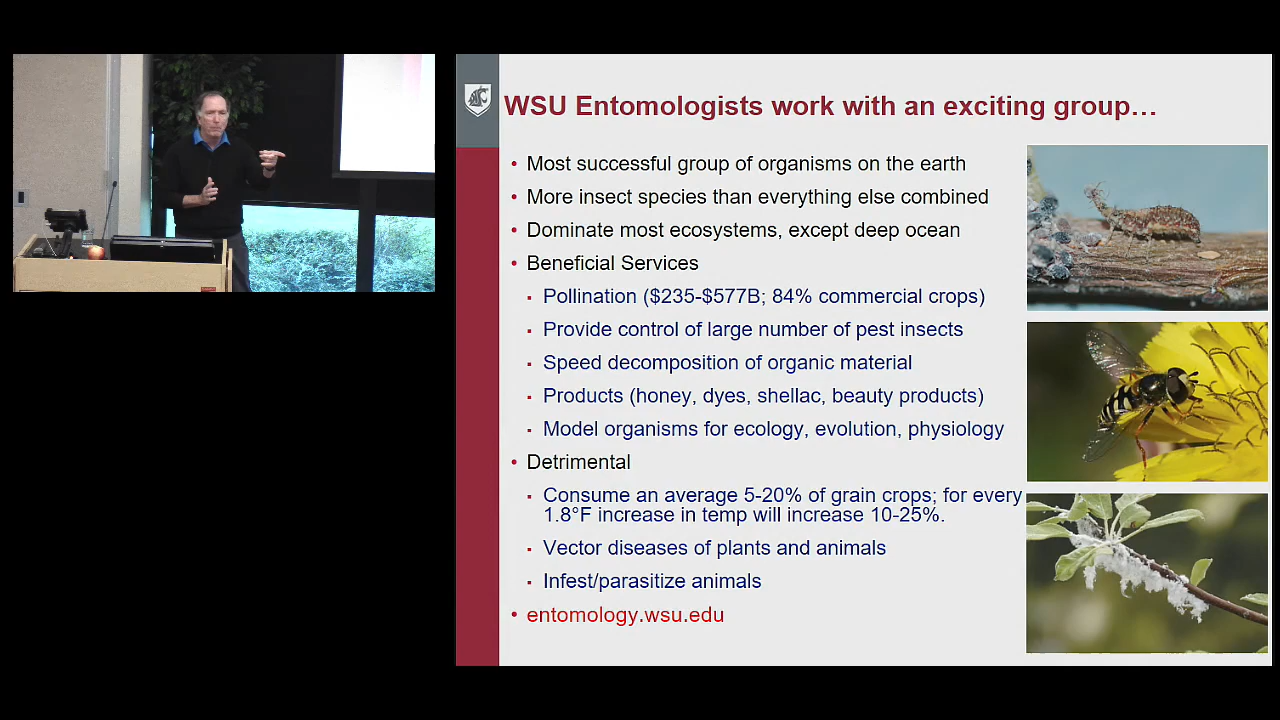 WSU Entomologists work with an exciting group…
• Most successful group of organisms on the earth
• More insect species than everything else combined
• Dominate most ecosystems, except deep ocean
• Beneficial Services
▪ Pollination ($235-$577B; 84% commercial crops)
▪ Provide control of large number of pest insects
▪ Speed decomposition of organic material
▪ Products (honey, dyes, shellac, beauty products)
▪ Model organisms for ecology, evolution, physiology
• Detrimental
▪ Consume an average 5-20% of grain crops; for every
1.8°F increase in temp will increase 10-25%.
▪ Vector diseases of plants and animals
▪ Infest/parasitize animals
• entomology.wsu.edu